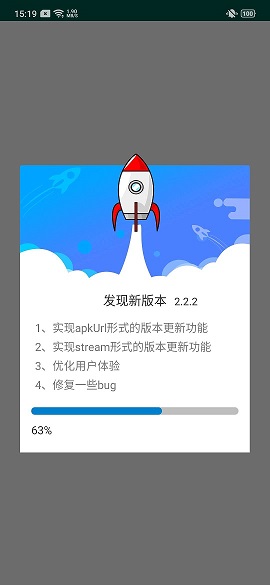 15:19 1.90 MB/S 100
发现新版本 2.2.2
1、实现apkUrl形式的版本更新功能
2、实现stream形式的版本更新功能
3、优化用户体验
4、修复一些bug
63%